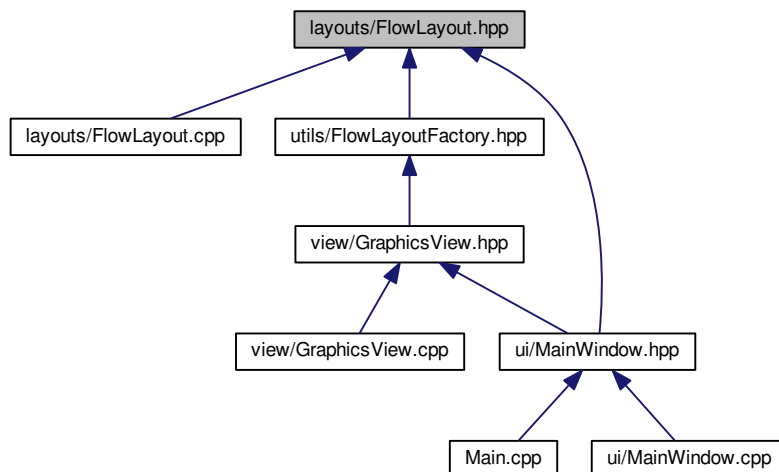 layouts/FlowLayout.hpp
layouts/FlowLayout.cpp
utils/FlowLayoutFactory.hpp
view/GraphicsView.hpp
view/GraphicsView.cpp
ui/MainWindow.hpp
Main.cpp
ui/MainWindow.cpp